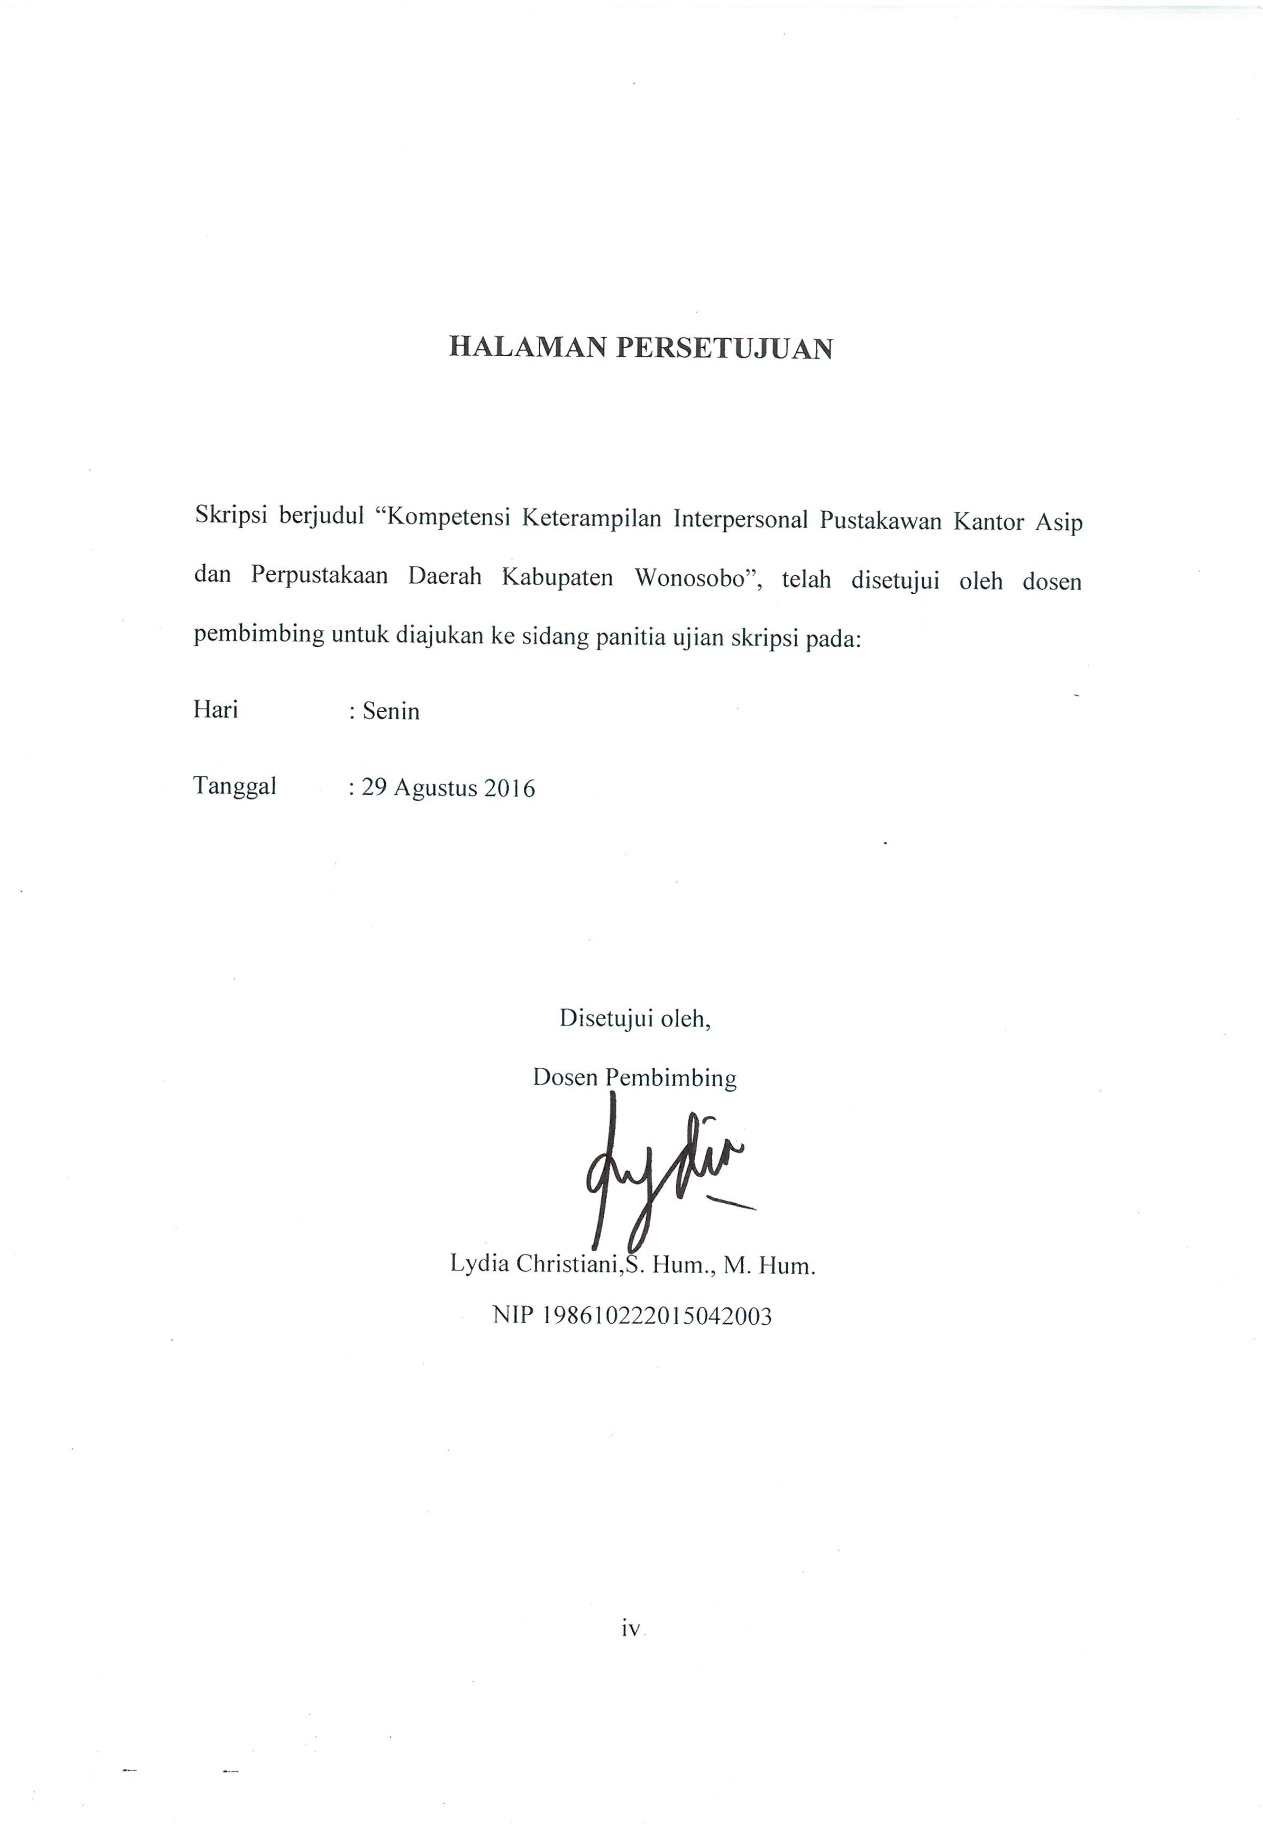 HALAMAN PERSETUJUAN
Skripsi berjudul “Kompetensi Keterampilan Interpersonal Pustakawan Kantor Asip
dan Perpustakaan Daerah Kabupaten Wonosobo”, telah disetujui oleh dosen
pembimbing untuk diajukan ke sidang panitia ujian skripsi pada:
Hari : Senin
Tanggal : 29 Agustus 2016
Disetujui oleh,
Dosen Pembimbing
Lydia
Lydia Christiani,S. Hum., M. Hum.
NIP 198610222015042003
iv